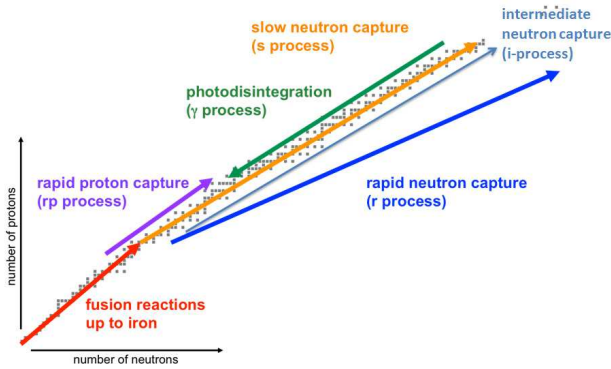 slow neutron capture
(s process)
intermediate
neutron capture
(i-process)
photodisintegration
(γ process)
rapid proton capture
(rp process)
rapid neutron capture
(r process)
number of protons
fusion reactions
up to iron
number of neutrons